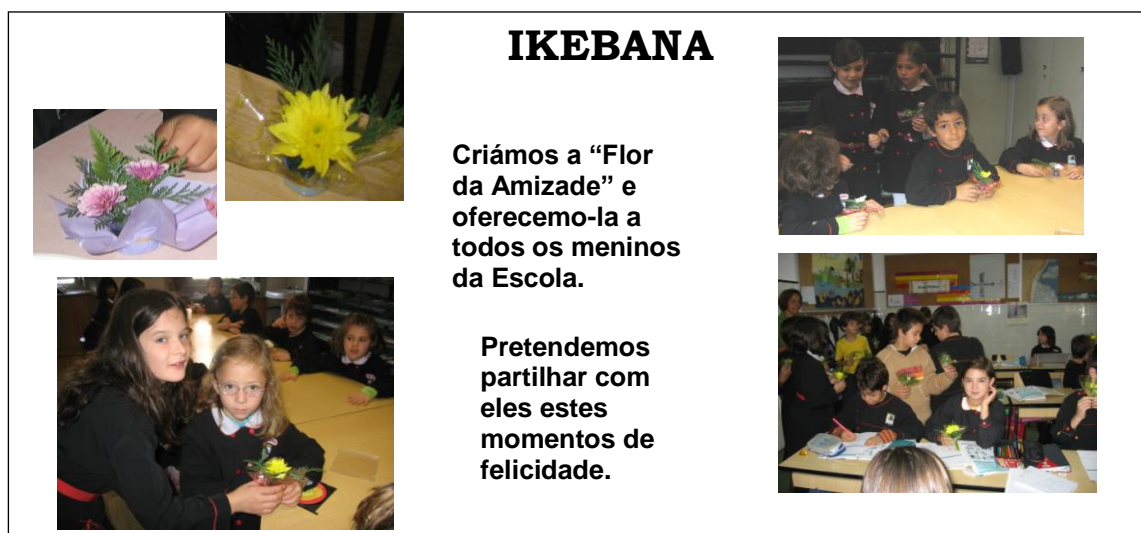 IKEBANA
Criámos a “Flor
da Amizade” e
oferecemo-la a
todos os meninos
da Escola.
Pretendemos
partilhar com
eles estes
momentos de
felicidade.